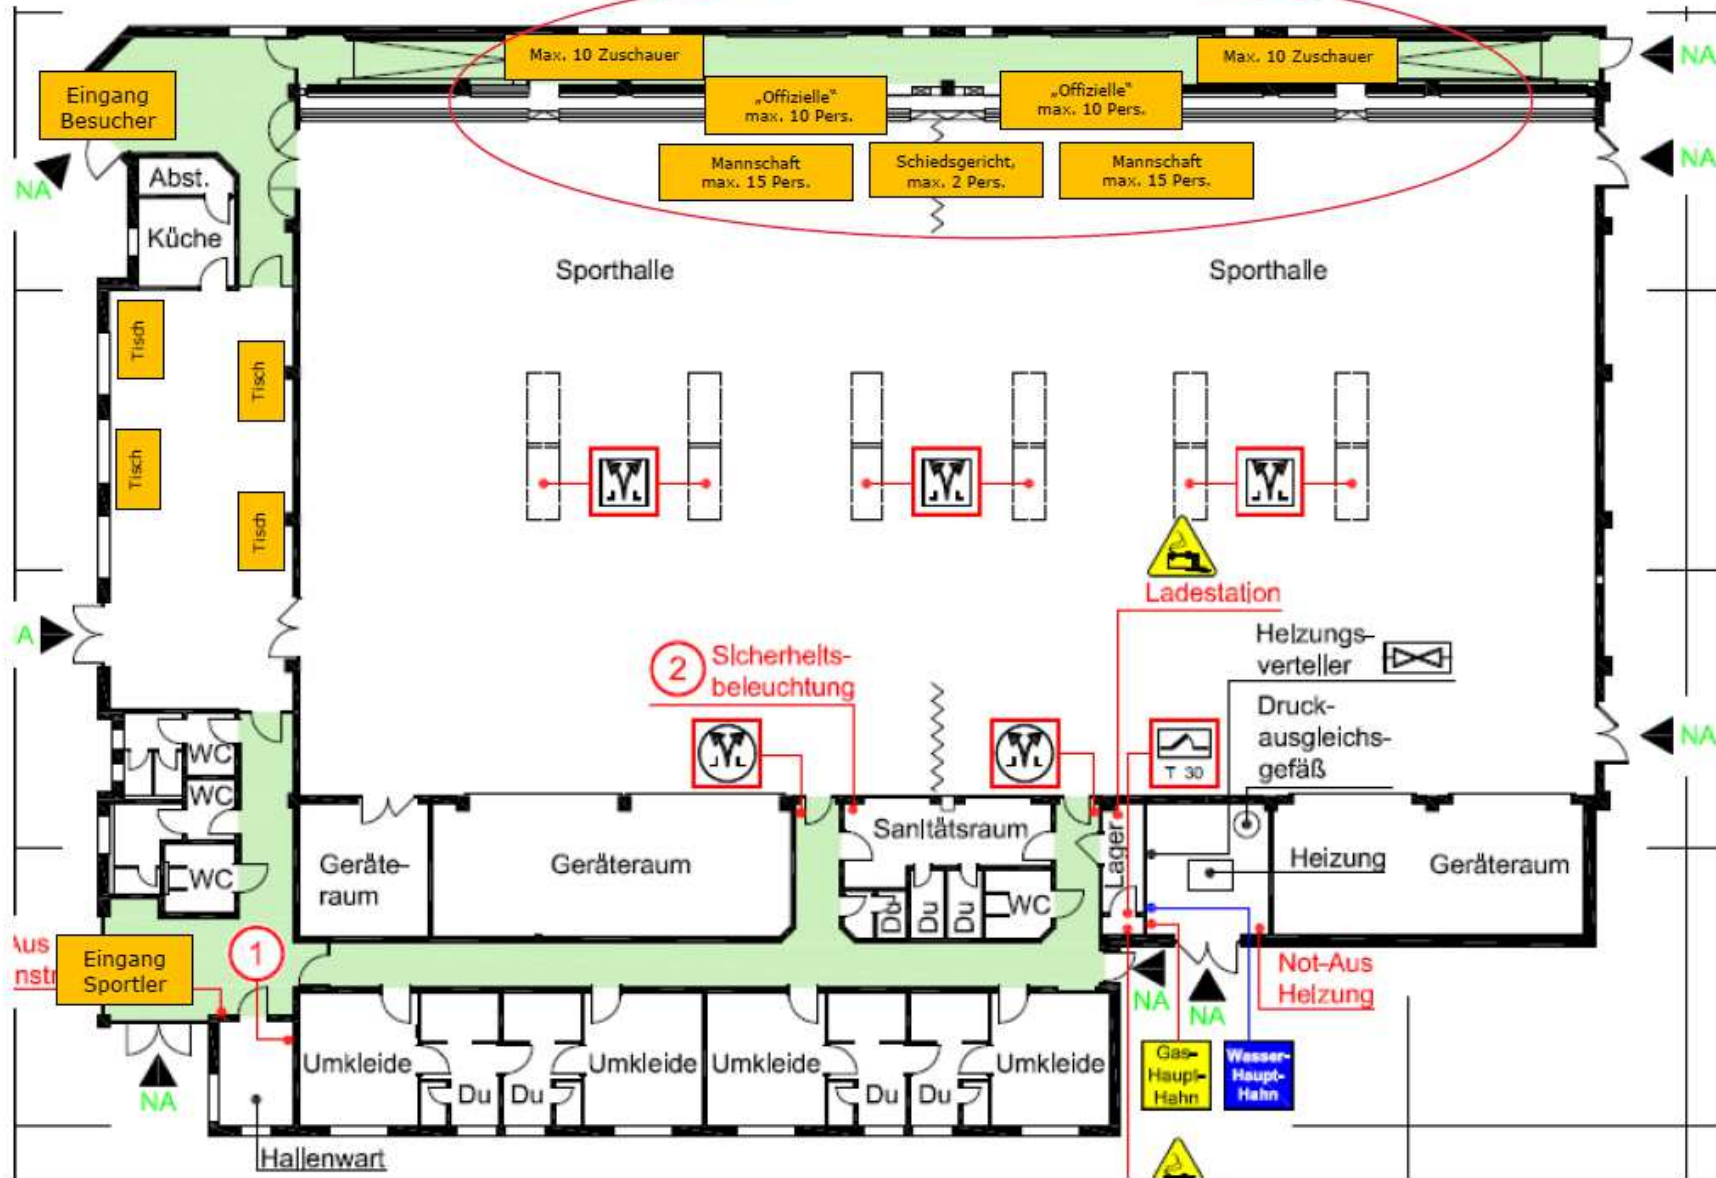 Max. 10 Zuschauer
Max. 10 Zuschauer
NA
Eingang
Besucher
„Offizielle“
max. 10 Pers.
„Offizielle“
max. 10 Pers.
Mannschaft
max. 15 Pers.
Schiedsgericht,
max. 2 Pers.
Mannschaft
max. 15 Pers.
NA
NA
Abst.
Küche
Sporthalle
Sporthalle
Tisch
Tisch
Tisch
Tisch
Ladestation
A
2
Sicherheits-
beleuchtung
Heizungs-
verteiler
Druck-
ausgleichs-
gefäß
NA
T 30
WC
WC
WC
Geräte-
raum
Geräteraum
Sanitätsraum
Du
Du
Du
WC
Lager
Heizung
Geräteraum
Aus
nstr
Eingang
Sportler
1
NA
NA
Not-Aus
Heizung
NA
Umkleide
Du
Du
Umkleide
Umkleide
Du
Du
Umkleide
Gas-
Haupt-
Hahn
Wasser-
Haupt-
Hahn
Hallenwart